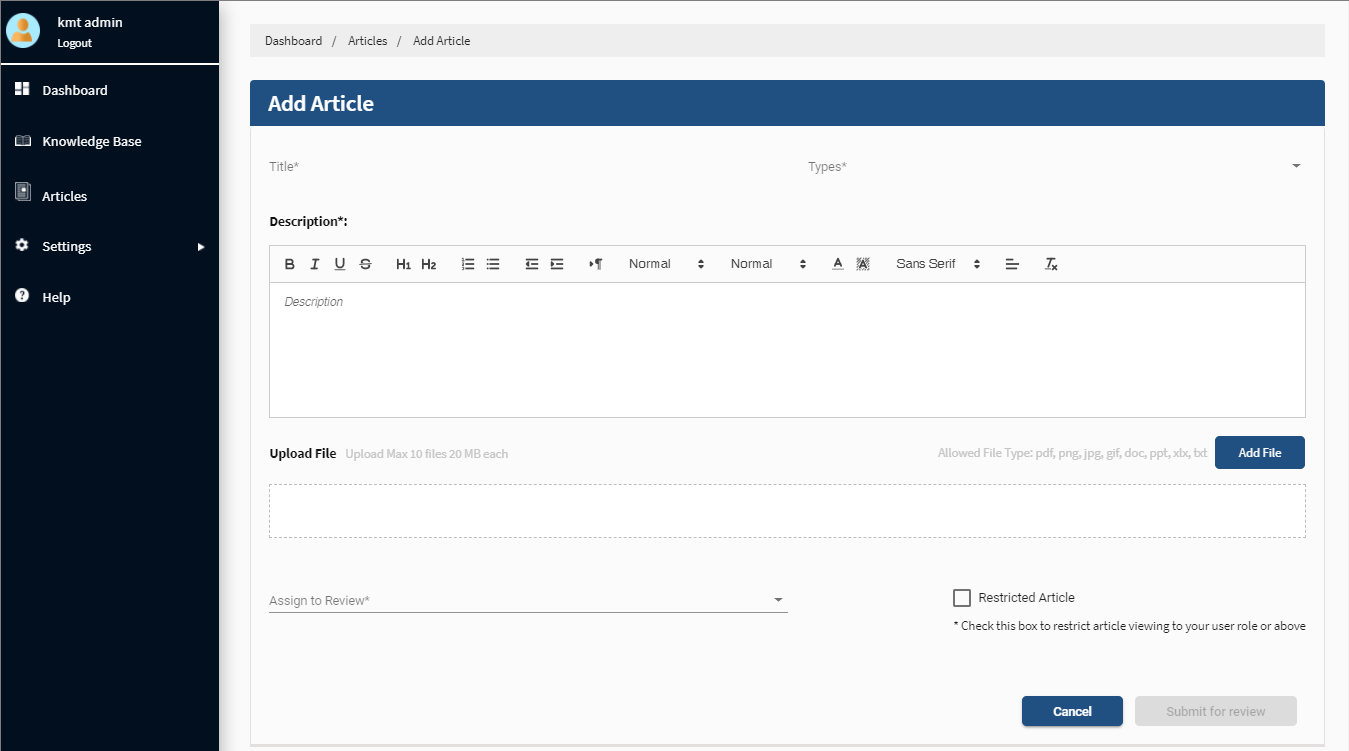 kmt admin
Logout
Dashboard
Knowledge Base
Articles
Settings
Help
Dashboard / Articles / Add Article
Add Article
Title* Types*
Description*:
B I U S H1 H2 Normal Normal A A Sans Serif Tx
Description
Upload File Upload Max 10 files 20 MB each Allowed File Type: pdf, png, jpg, gif, doc, ppt, xlx, txt Add File
Assign to Review* Restricted Article
* Check this box to restrict article viewing to your user role or above
Cancel Submit for review